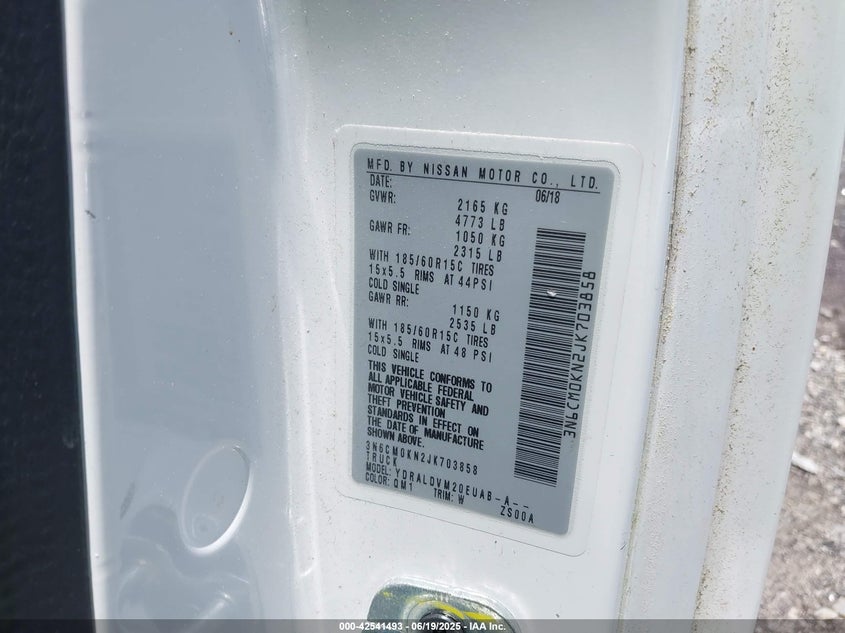 MFD. BY NISSAN MOTOR CO., LTD.
DATE: 06/18
GVWR: 2165 KG
4773 LB
GAWR FR: 1050 KG
2315 LB
WITH 185/60R15C TIRES
15x5.5 RIMS AT 44PSI
COLD SINGLE
GAWR RR: 1150 KG
2535 LB
WITH 185/60R15C TIRES
15x5.5 RIMS AT 48 PSI
COLD SINGLE
THIS VEHICLE CONFORMS TO
ALL APPLICABLE FEDERAL
MOTOR VEHICLE SAFETY AND
THEFT PREVENTION
STANDARDS IN EFFECT ON
THE DATE OF MANUFACTURE
SHOWN ABOVE.
3N6CM0KN2JK703858
TRUCK
MODEL: YDRALDVM20EUAB-A--
COLOR: QM1 TRIM: W ZS00A
3N6CM0KN2JK703858
000-42541493 - 06/19/2025 - IAA Inc.